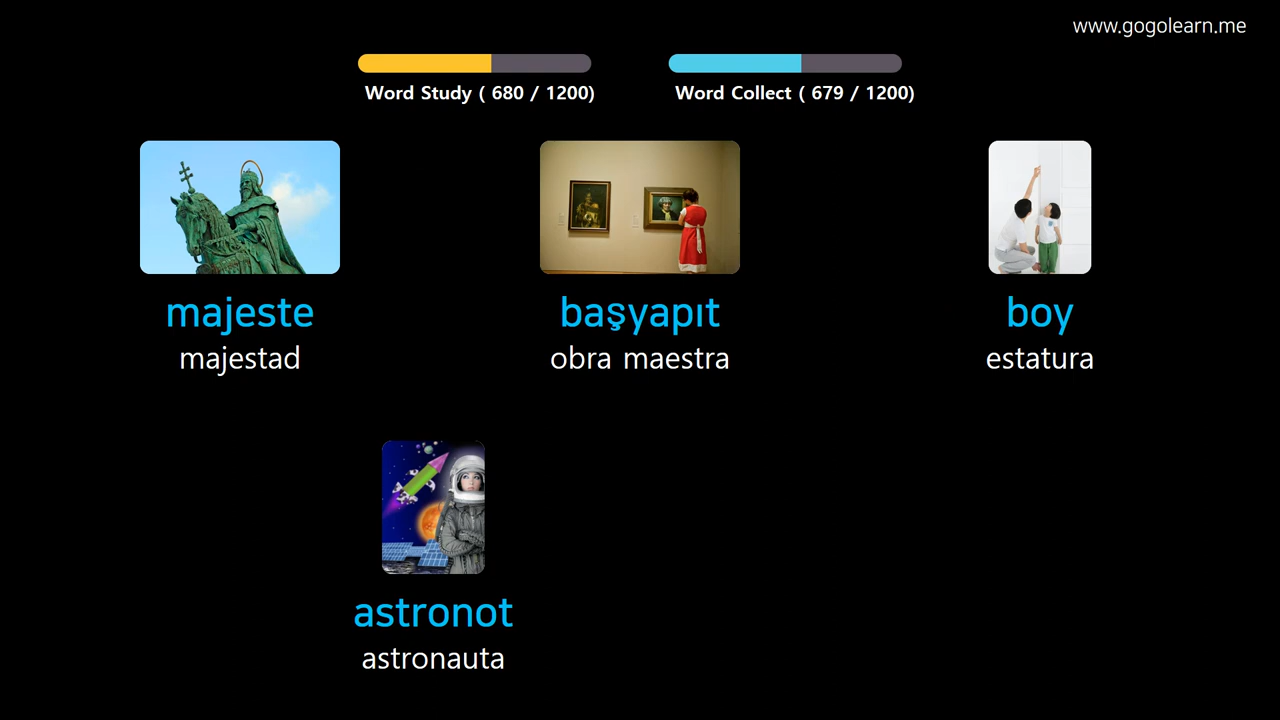 www.gogolearn.me
Word Study ( 680 / 1200)
Word Collect ( 679 / 1200)
majeste
majestad
başyapıt
obra maestra
boy
estatura
astronot
astronauta